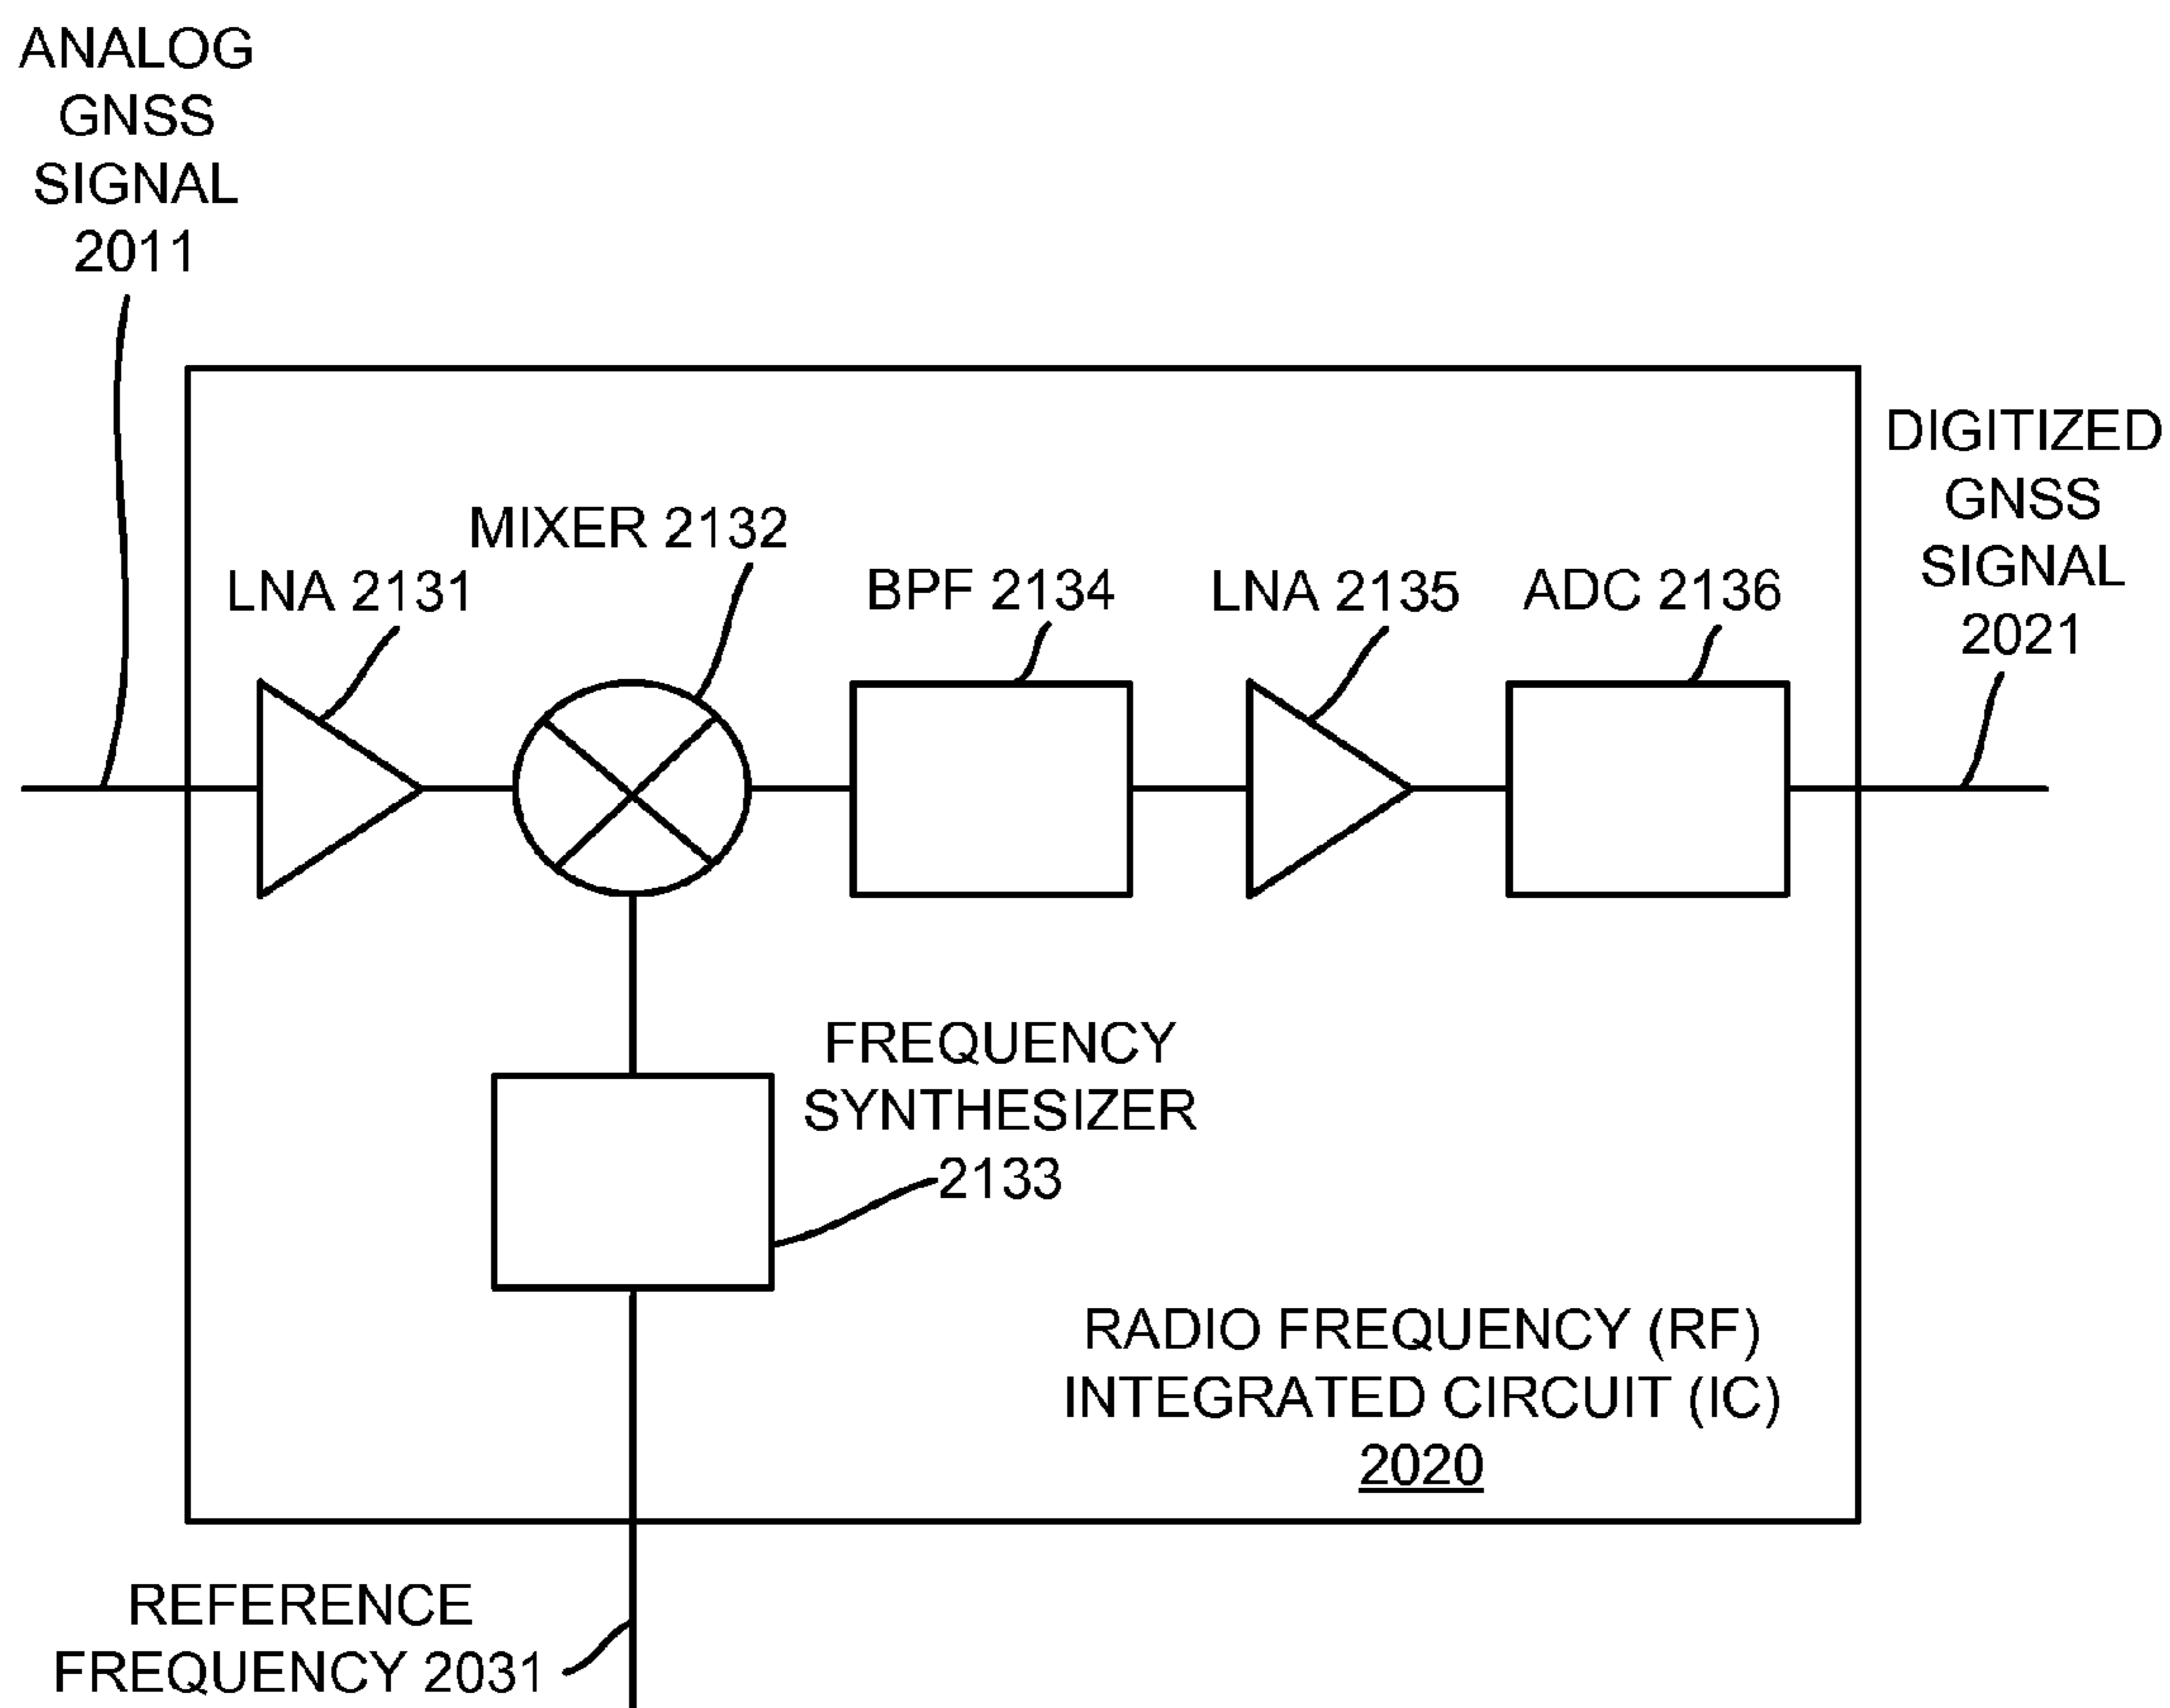 ANALOG
GNSS
SIGNAL
2011
DIGITIZED
GNSS
SIGNAL
2021
MIXER 2132
LNA 2131
BPF 2134
LNA 2135
ADC 2136
FREQUENCY
SYNTHESIZER
2133
RADIO FREQUENCY (RF)
INTEGRATED CIRCUIT (IC)
2020
REFERENCE
FREQUENCY 2031